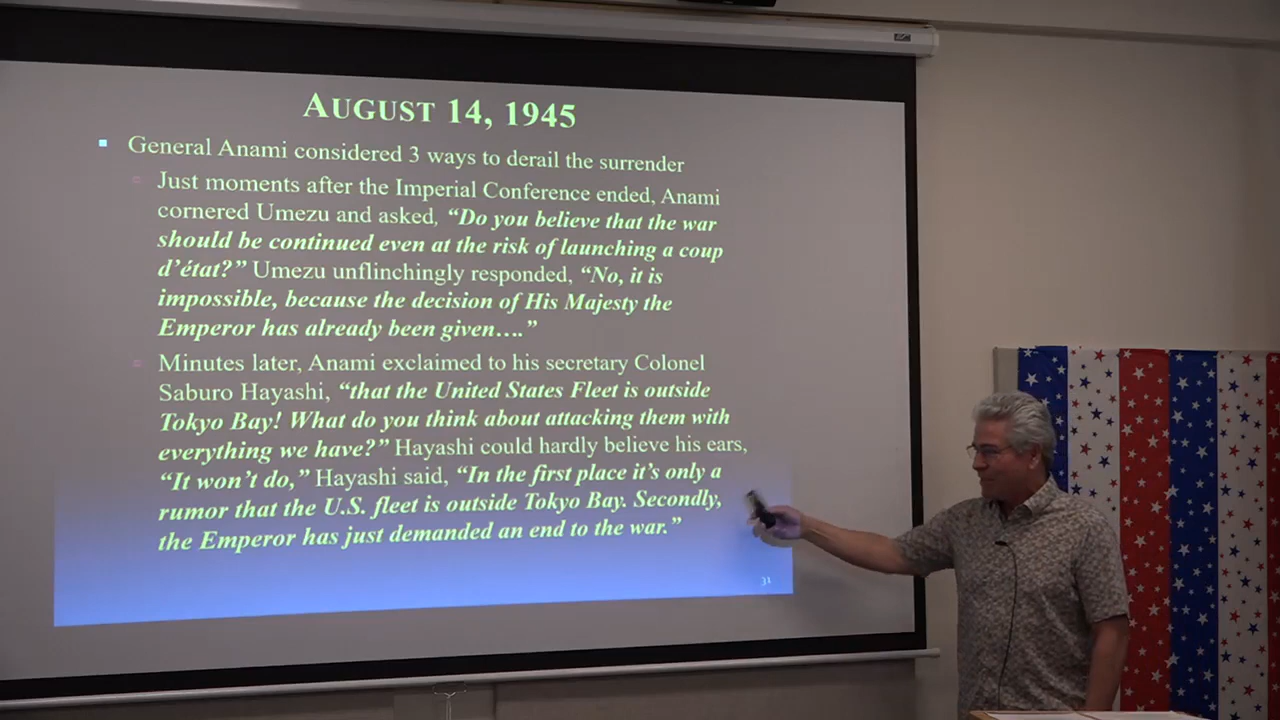 AUGUST 14, 1945
General Anami considered 3 ways to derail the surrender
Just moments after the Imperial Conference ended, Anami
cornered Umezu and asked, “Do you believe that the war
should be continued even at the risk of launching a coup
d’état?” Umezu unflinchingly responded, “No, it is
impossible, because the decision of His Majesty the
Emperor has already been given….”
Minutes later, Anami exclaimed to his secretary Colonel
Saburo Hayashi, “that the United States Fleet is outside
Tokyo Bay! What do you think about attacking them with
everything we have?” Hayashi could hardly believe his ears,
“It won’t do,” Hayashi said, “In the first place it’s only a
rumor that the U.S. fleet is outside Tokyo Bay. Secondly,
the Emperor has just demanded an end to the war.”
31